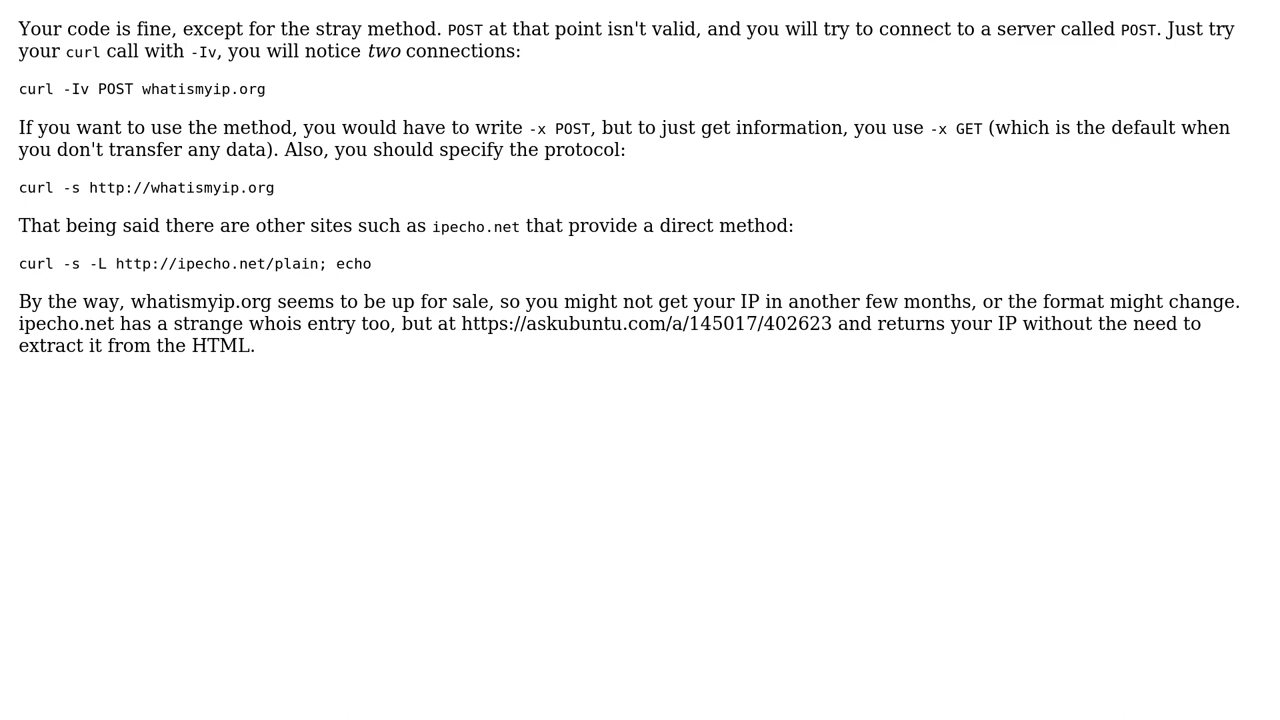 Your code is fine, except for the stray method. POST at that point isn't valid, and you will try to connect to a server called POST. Just try
your curl call with -Iv, you will notice two connections:
curl -Iv POST whatismyip.org
If you want to use the method, you would have to write -x POST, but to just get information, you use -x GET (which is the default when
you don't transfer any data). Also, you should specify the protocol:
curl -s http://whatismyip.org
That being said there are other sites such as ipecho.net that provide a direct method:
curl -s -L http://ipecho.net/plain; echo
By the way, whatismyip.org seems to be up for sale, so you might not get your IP in another few months, or the format might change.
ipecho.net has a strange whois entry too, but at https://askubuntu.com/a/145017/402623 and returns your IP without the need to
extract it from the HTML.